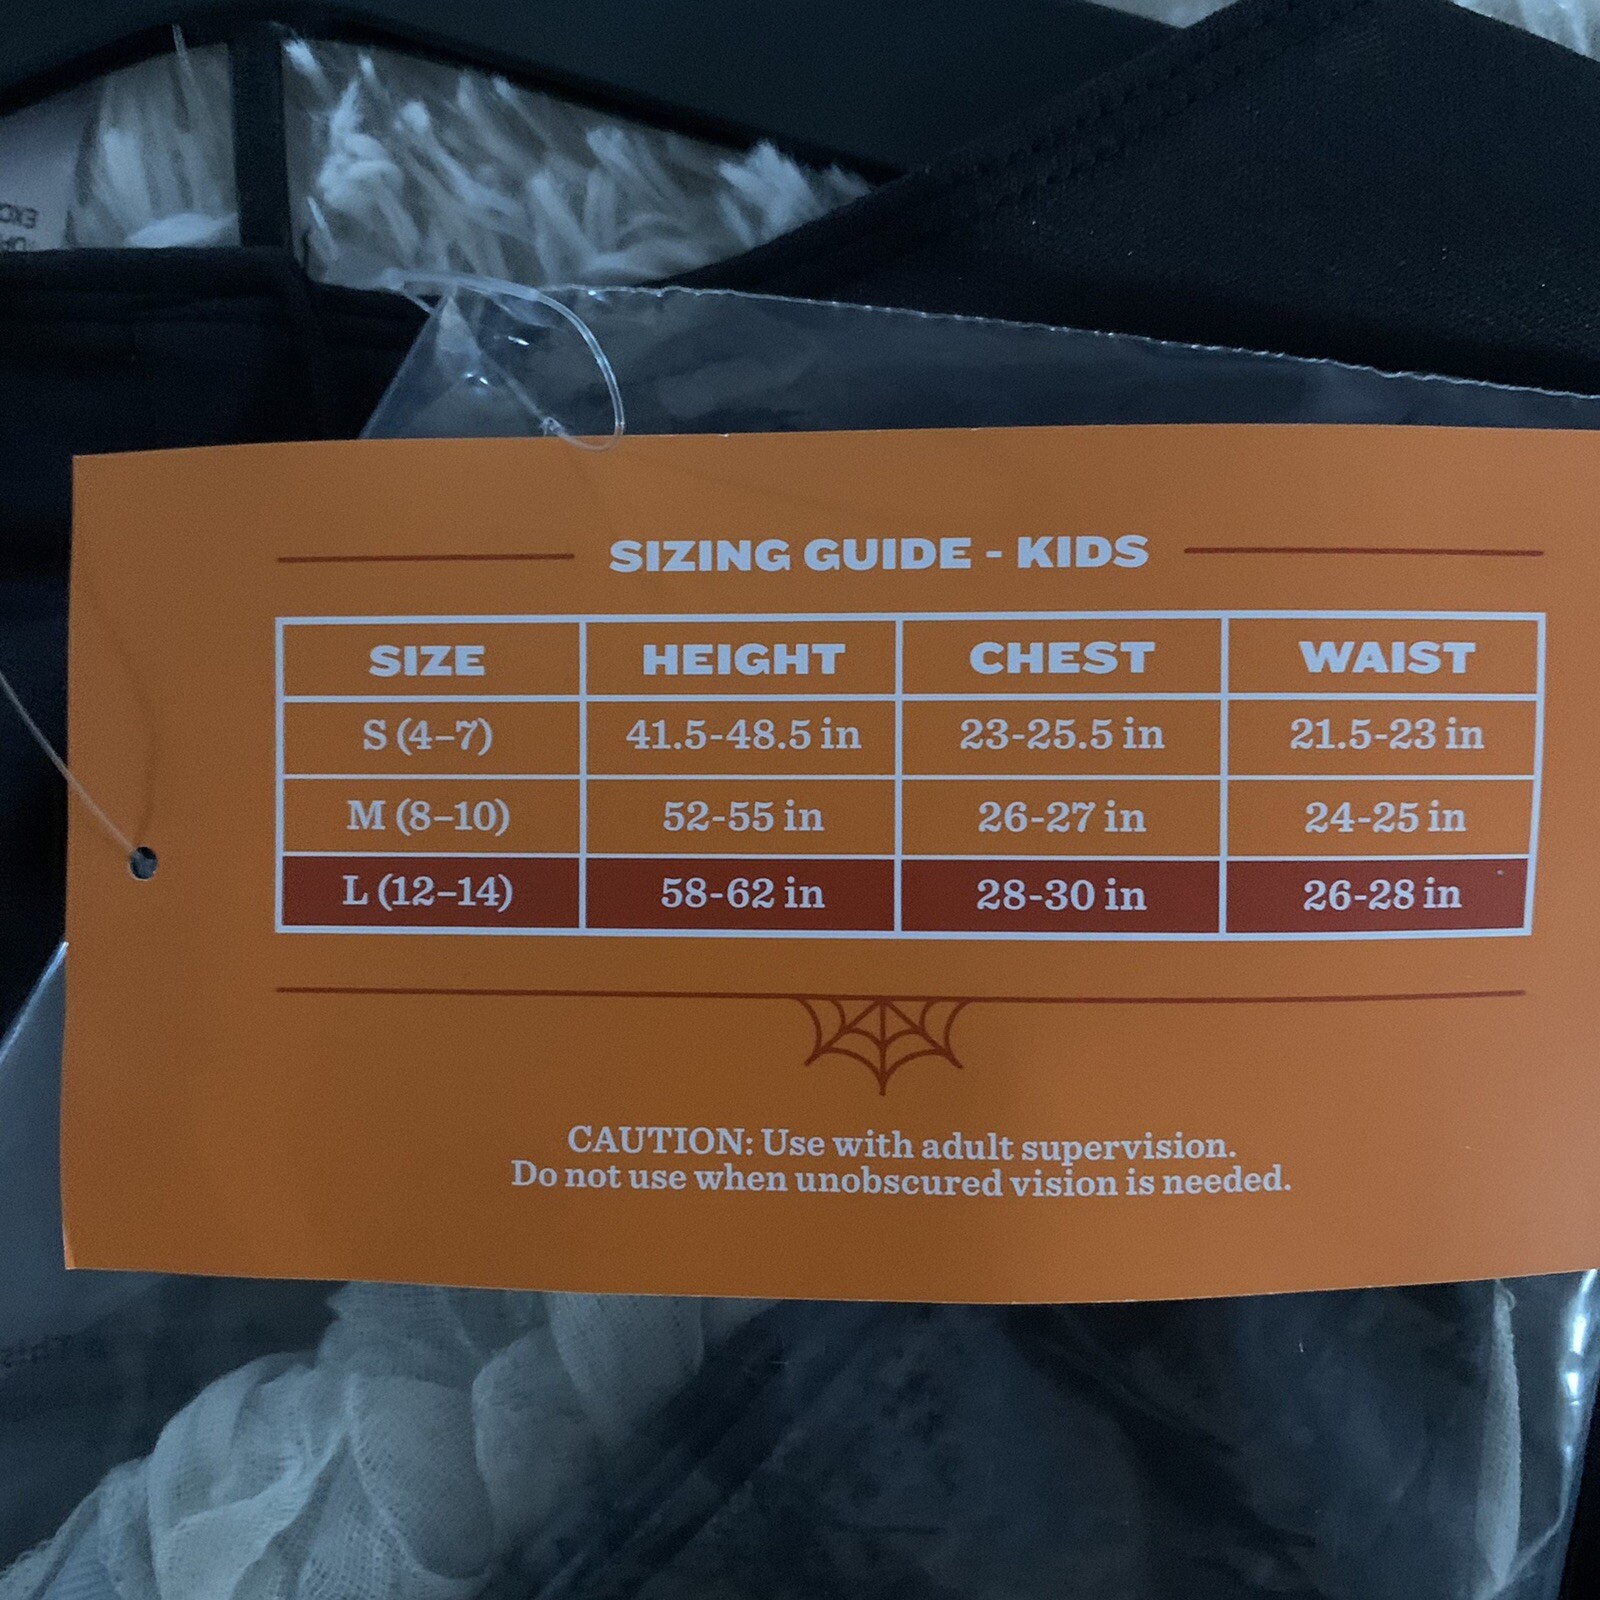 SIZING GUIDE - KIDS
SIZE HEIGHT CHEST WAIST
S (4–7) 41.5-48.5 in 23-25.5 in 21.5-23 in
M (8–10) 52-55 in 26-27 in 24-25 in
L (12–14) 58-62 in 28-30 in 26-28 in
CAUTION: Use with adult supervision.
Do not use when unobscured vision is needed.